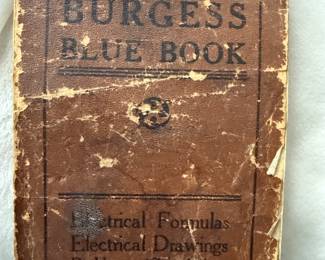 BURGESS
BLUE BOOK
Electrical Formulas
Electrical Drawings